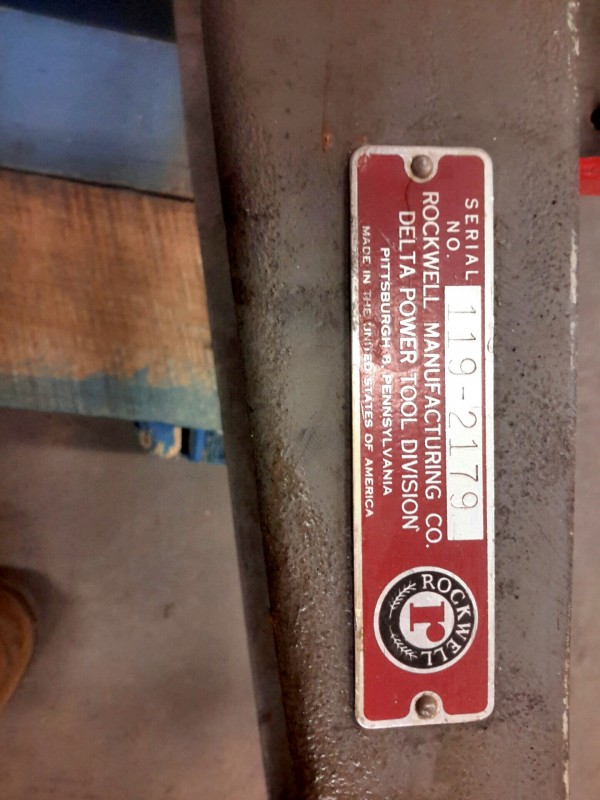 SERIAL NO. 119-2179
ROCKWELL MANUFACTURING CO.
DELTA POWER TOOL DIVISION
PITTSBURGH 8, PENNSYLVANIA
MADE IN THE UNITED STATES OF AMERICA
ROCKWELL
r